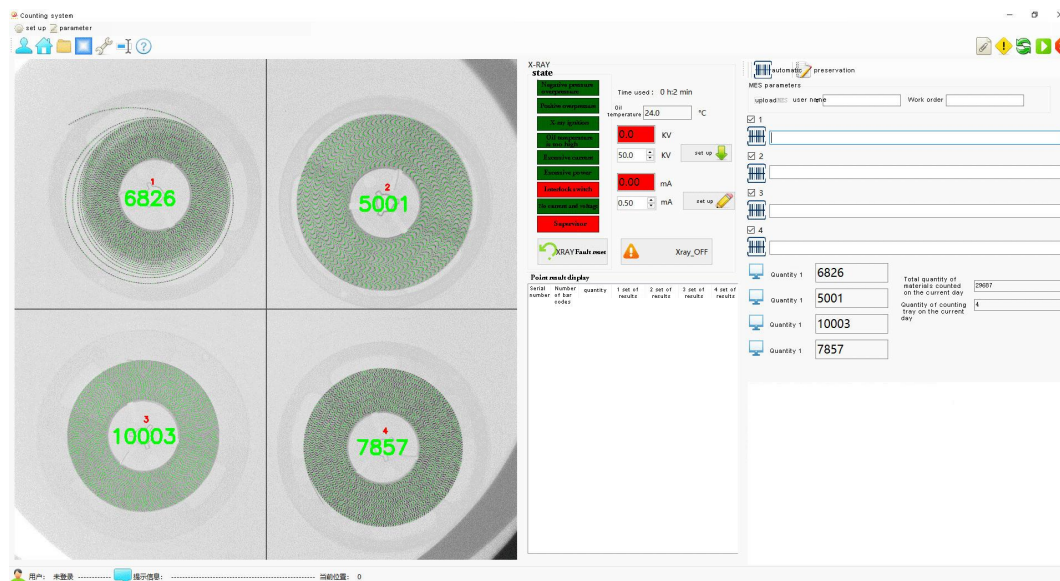 Counting system
set up parameter
1
6826
2
5001
3
10003
4
7857
X-RAY
state
Negative pressure overpressure
Positive overpressure
X-ray ignition
Oil temperature is too high
Excessive current
Excessive power
Interlock switch
No current and voltage
Supervisor
Time used : 0 h:2 min
Oil temperature 24.0 °C
0.0 KV
50.0 KV set up
0.00 mA
0.50 mA set up
XRAY Fault reset
Xray_OFF
Point result display
Serial number
Number of bar codes
quantity
1 set of results
2 set of results
3 set of results
4 set of results
automatic preservation
MES parameters
upload MES user name
Work order
1
2
3
4
Quantity 1 6826
Quantity 1 5001
Quantity 1 10003
Quantity 1 7857
Total quantity of materials counted on the current day 29687
Quantity of counting tray on the current day 4
用户: 未登录 ----------- 提示信息: ----------------------------------------------- 当前位置: 0